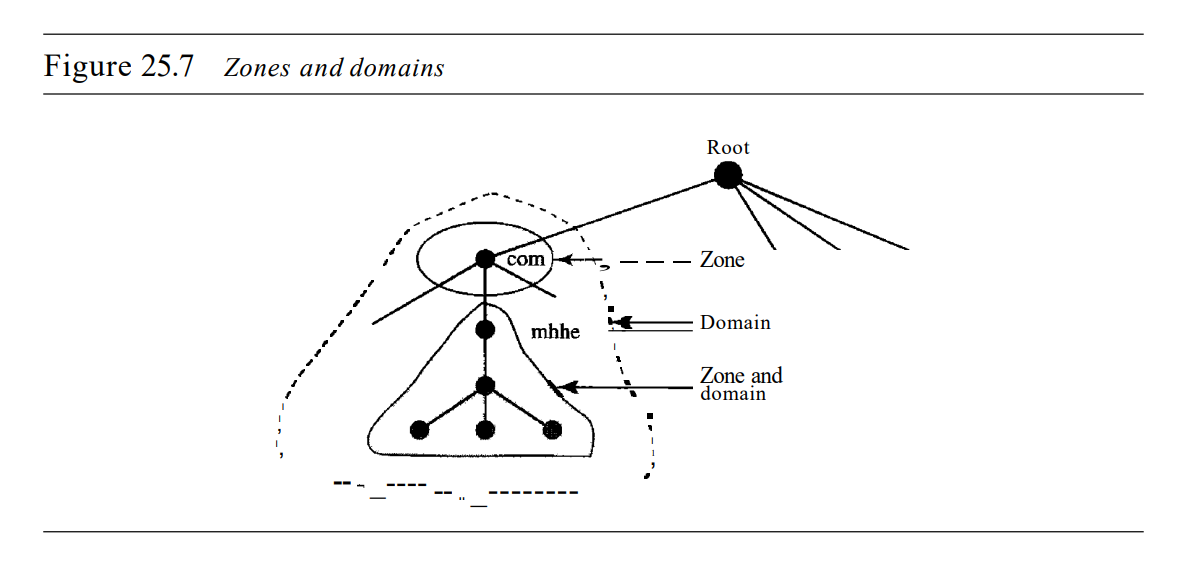 Figure 25.7 Zones and domains
Root
com
Zone
mhhe
Domain
Zone and
domain